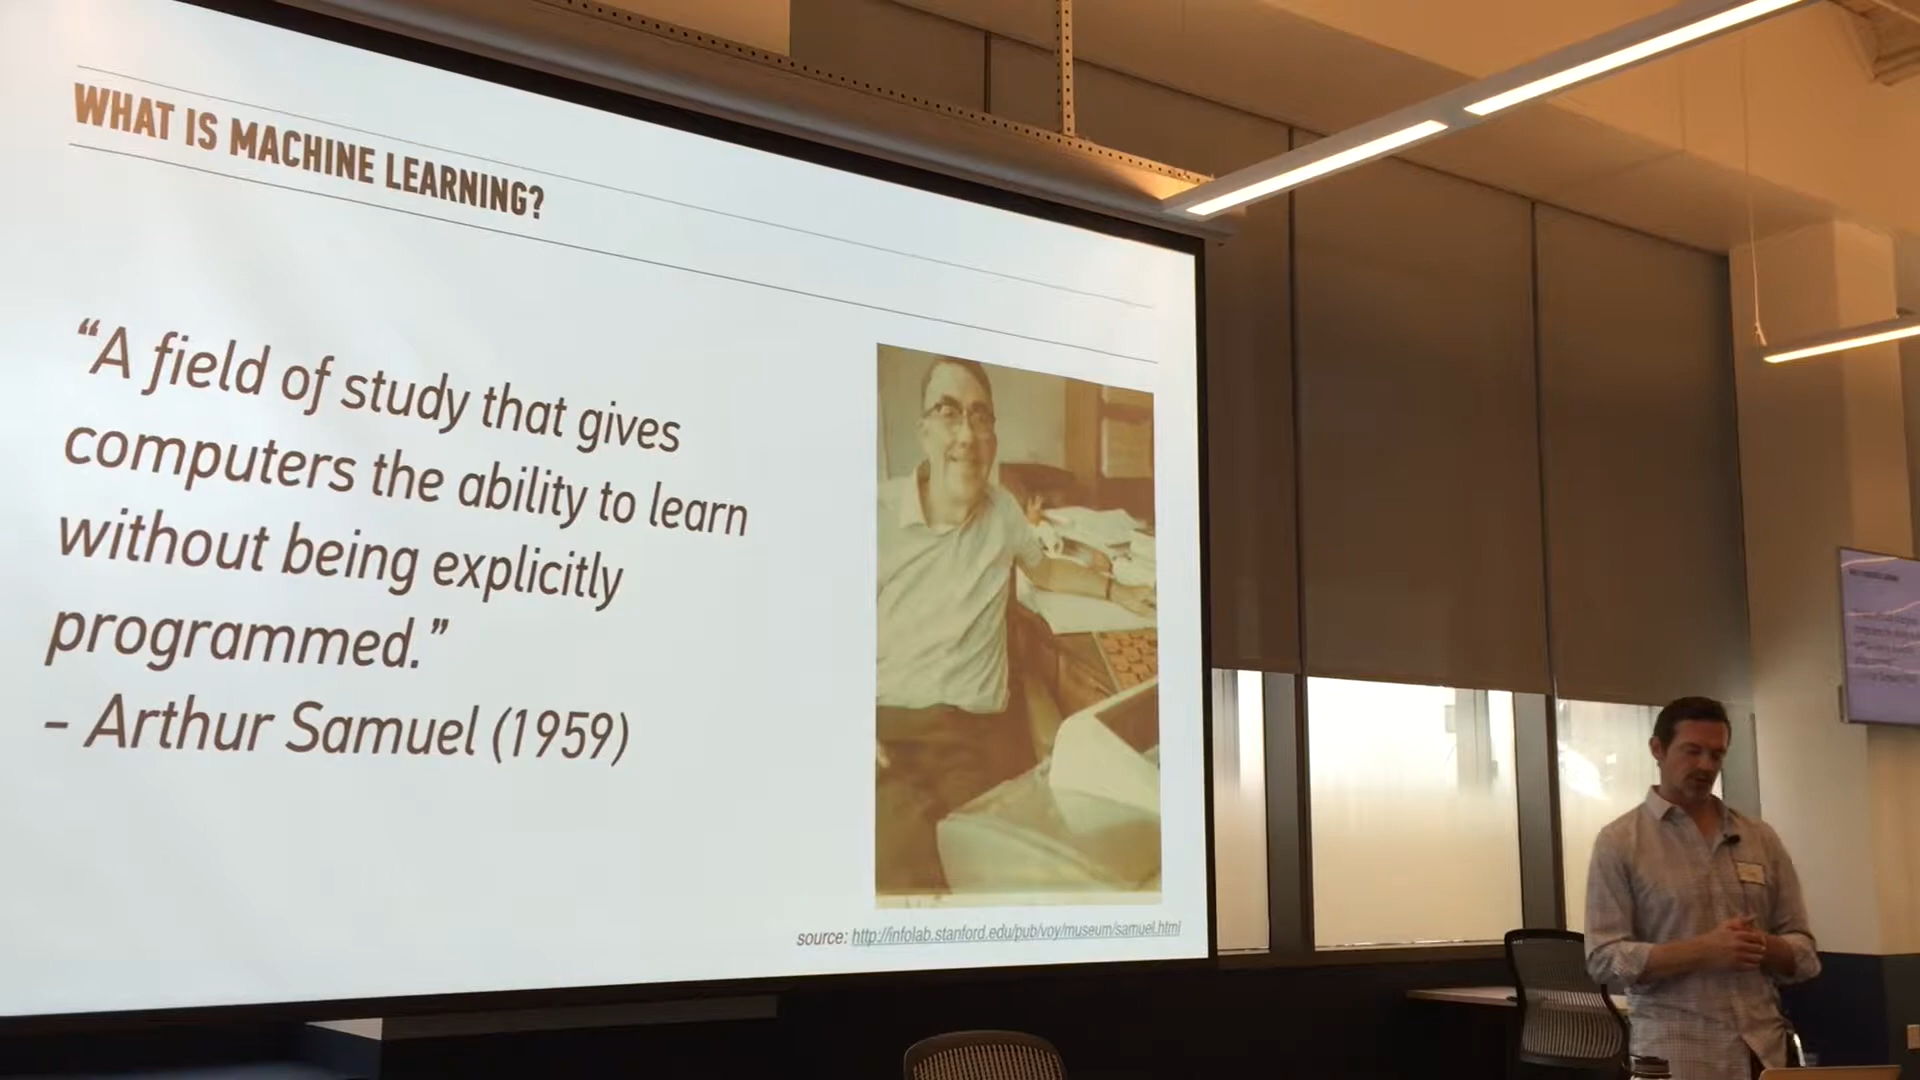 WHAT IS MACHINE LEARNING?
“A field of study that gives
computers the ability to learn
without being explicitly
programmed.”
- Arthur Samuel (1959)
source: http://infolab.stanford.edu/pub/voy/museum/samuel.html